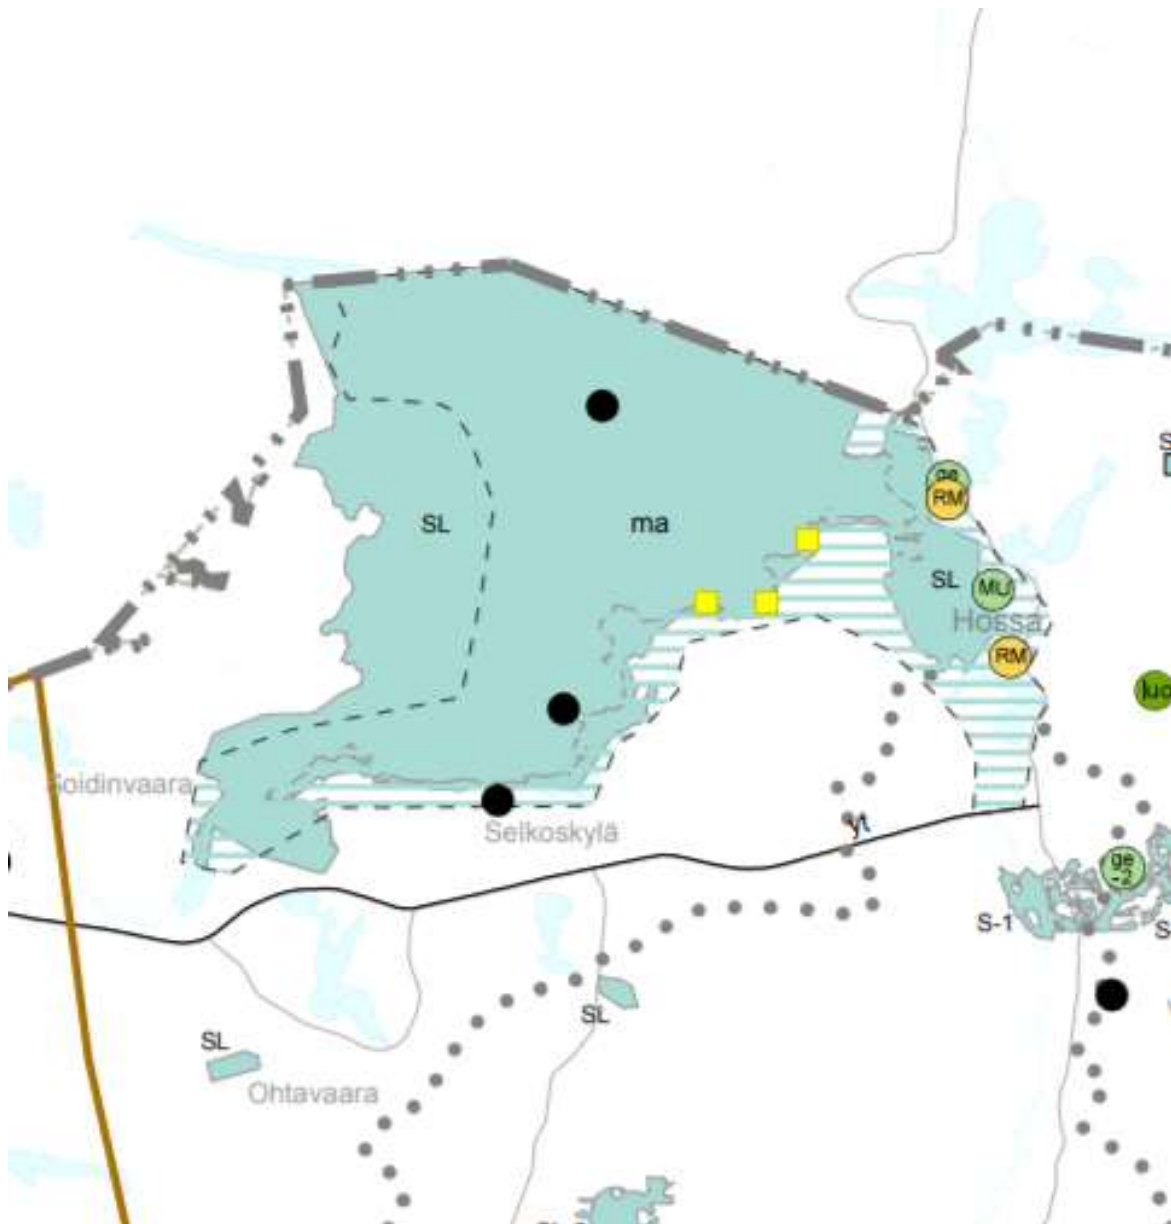 ge
RM
SL
ma
SL
MU
Hossa
RM
luo
Soidinvaara
Selkoskylä
yt
ge
-2
S-1
SL
SL
Ohtavaara